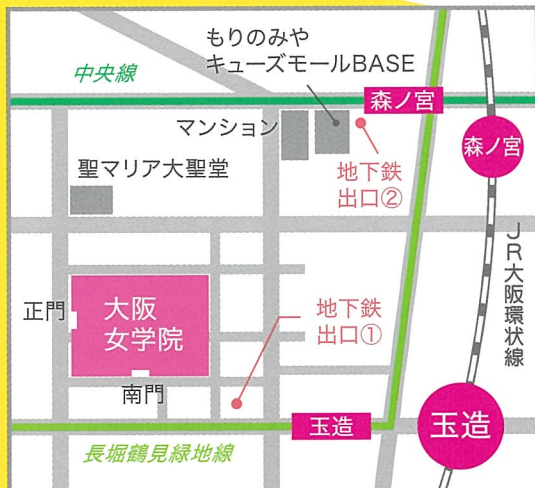 もりのみや
キューズモールBASE
中央線
森ノ宮
マンション
森ノ宮
地下鉄
出口②
聖マリア大聖堂
JR大阪環状線
正門
大阪
女学院
地下鉄
出口①
南門
玉造
玉造
長堀鶴見緑地線